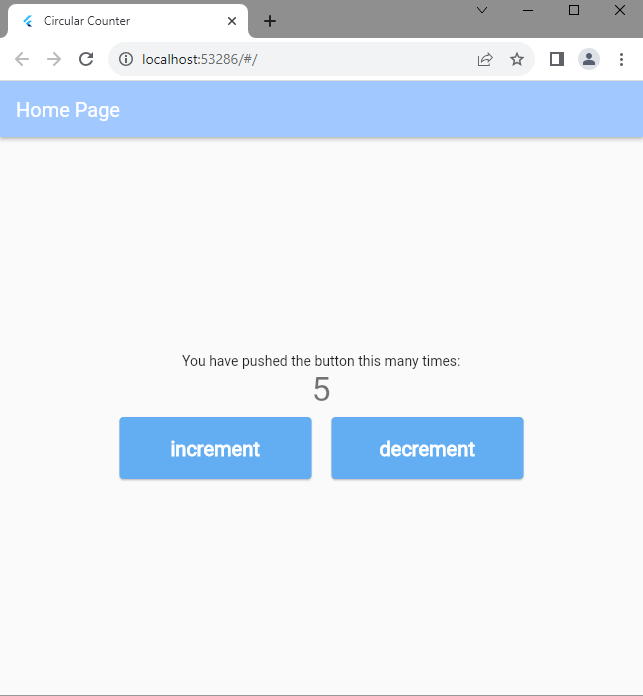 Circular Counter
localhost:53286/#/
Home Page
You have pushed the button this many times:
5
increment
decrement